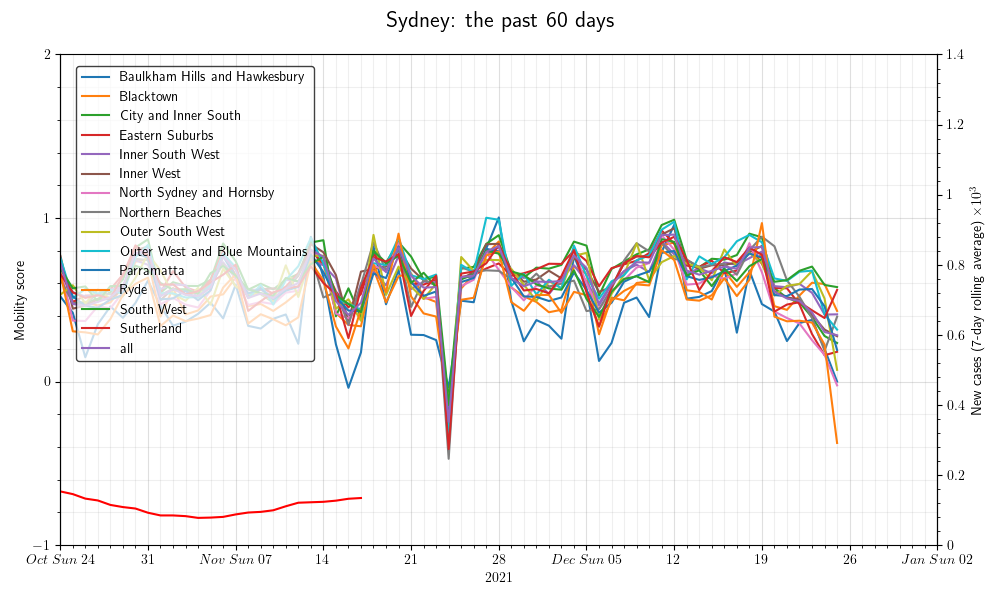 Sydney: the past 60 days
2
1
0
−1
Mobility score
Baulkham Hills and Hawkesbury
Blacktown
City and Inner South
Eastern Suburbs
Inner South West
Inner West
North Sydney and Hornsby
Northern Beaches
Outer South West
Outer West and Blue Mountains
Parramatta
Ryde
South West
Sutherland
all
1.4
1.2
1
0.8
0.6
0.4
0.2
0
New cases (7-day rolling average) ×10³
Oct Sun 24 31 Nov Sun 07 14 21 28 Dec Sun 05 12 19 26 Jan Sun 02
2021